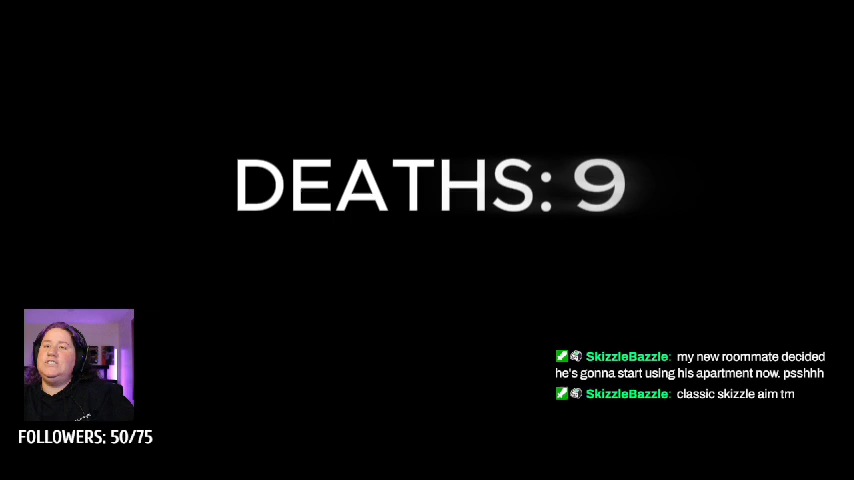 DEATHS: 9
SkizzleBazzle: my new roommate decided
he's gonna start using his apartment now. psshhh
SkizzleBazzle: classic skizzle aim tm
FOLLOWERS: 50/75